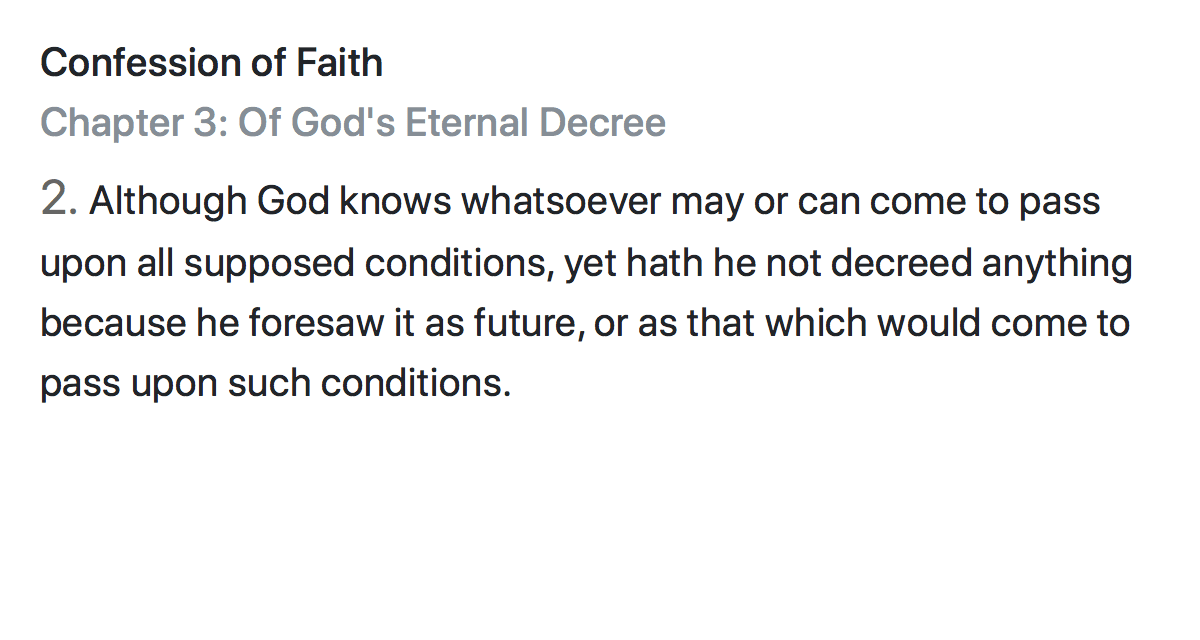 Confession of Faith
Chapter 3: Of God's Eternal Decree
2. Although God knows whatsoever may or can come to pass
upon all supposed conditions, yet hath he not decreed anything
because he foresaw it as future, or as that which would come to
pass upon such conditions.